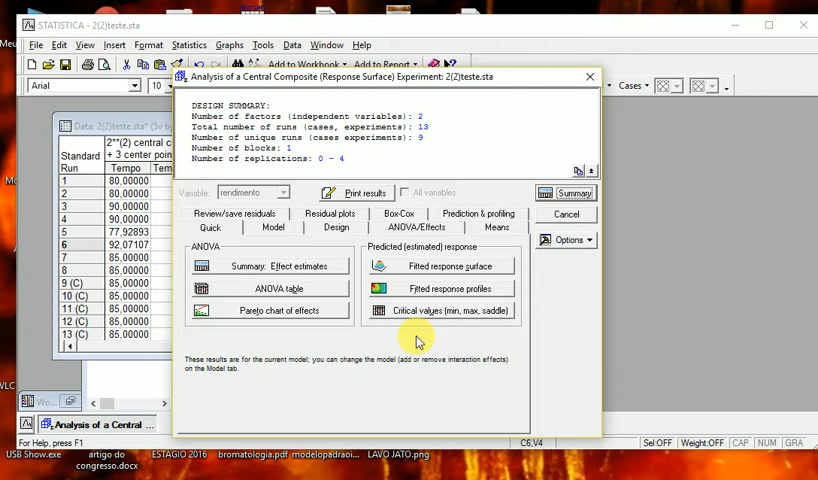 STATISTICA - 2(2)teste.sta
File Edit View Insert Format Statistics Graphs Tools Data Window Help
Add to Workbook Add to Report
Arial 10 Cases
Analysis of a Central Composite (Response Surface) Experiment: 2(2)teste.sta
DESIGN SUMMARY:
Number of factors (independent variables): 2
Total number of runs (cases, experiments): 13
Number of unique runs (cases experiments): 9
Number of blocks: 1
Number of replications: 0 - 4
Variable: rendimento Print results All variables Summary
Review/save residuals Residual plots Box-Cox Prediction & profiling Cancel
Quick Model Design ANOVA/Effects Means
Options
ANOVA Predicted (estimated) response
Summary: Effect estimates Fitted response surface
ANOVA table Fitted response profiles
Pareto chart of effects Critical values (min, max, saddle)
These results are for the current model; you can change the model (add or remove interaction effects)
on the Model tab.
Data: 2(2)teste.sta* (5v by
2**(2) central c
+ 3 center poin
Standard
Run Tempo Tem
1 80,00000
2 80,00000
3 90,00000
4 90,00000
5 77,92893
6 92,07107
7 85,00000
8 85,00000
9 (C) 85,00000
10 (C) 85,00000
11 (C) 85,00000
12 (C) 85,00000
13 (C) 85,00000
Wo...
Analysis of a Central ...
For Help, press F1 C6,V4 Sel:OFF Weight:OFF CAP NUM GRA
USB Show.exe artigo do
congresso.docx ESTAGIO 2016 bromatologia.pdf modelopadraoi... LAVO JATO.png